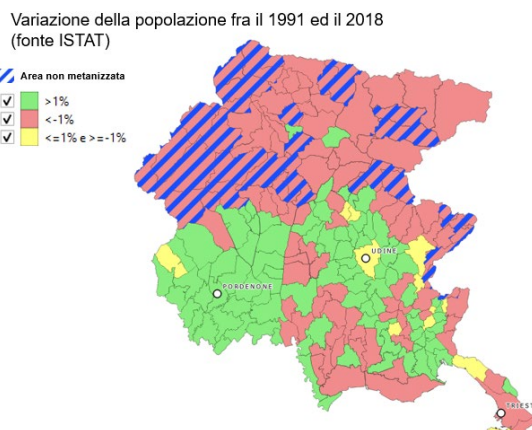 Variazione della popolazione fra il 1991 ed il 2018
(fonte ISTAT)
Area non metanizzata
>1%
<-1%
<=1% e >=-1%
UDINE
PORDENONE
TRIEST